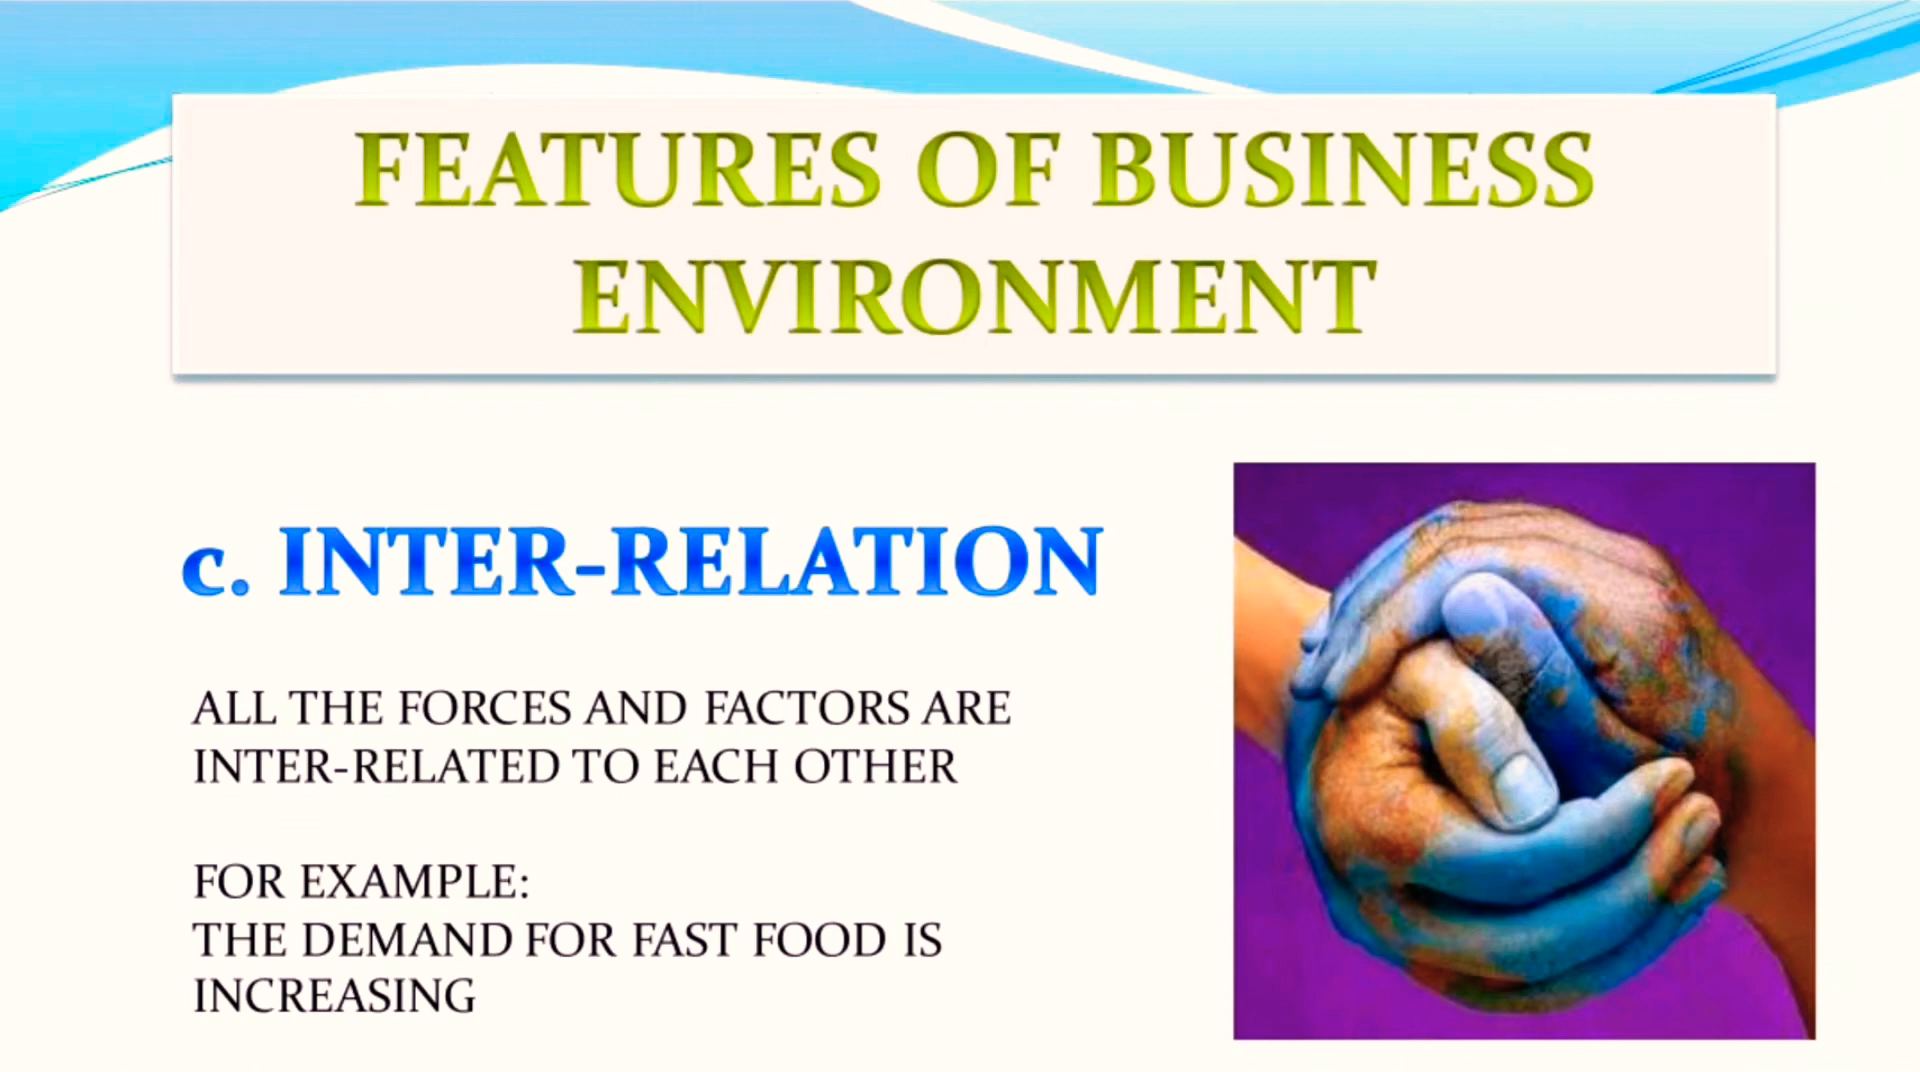 FEATURES OF BUSINESS
ENVIRONMENT
c. INTER-RELATION
ALL THE FORCES AND FACTORS ARE
INTER-RELATED TO EACH OTHER
FOR EXAMPLE:
THE DEMAND FOR FAST FOOD IS
INCREASING